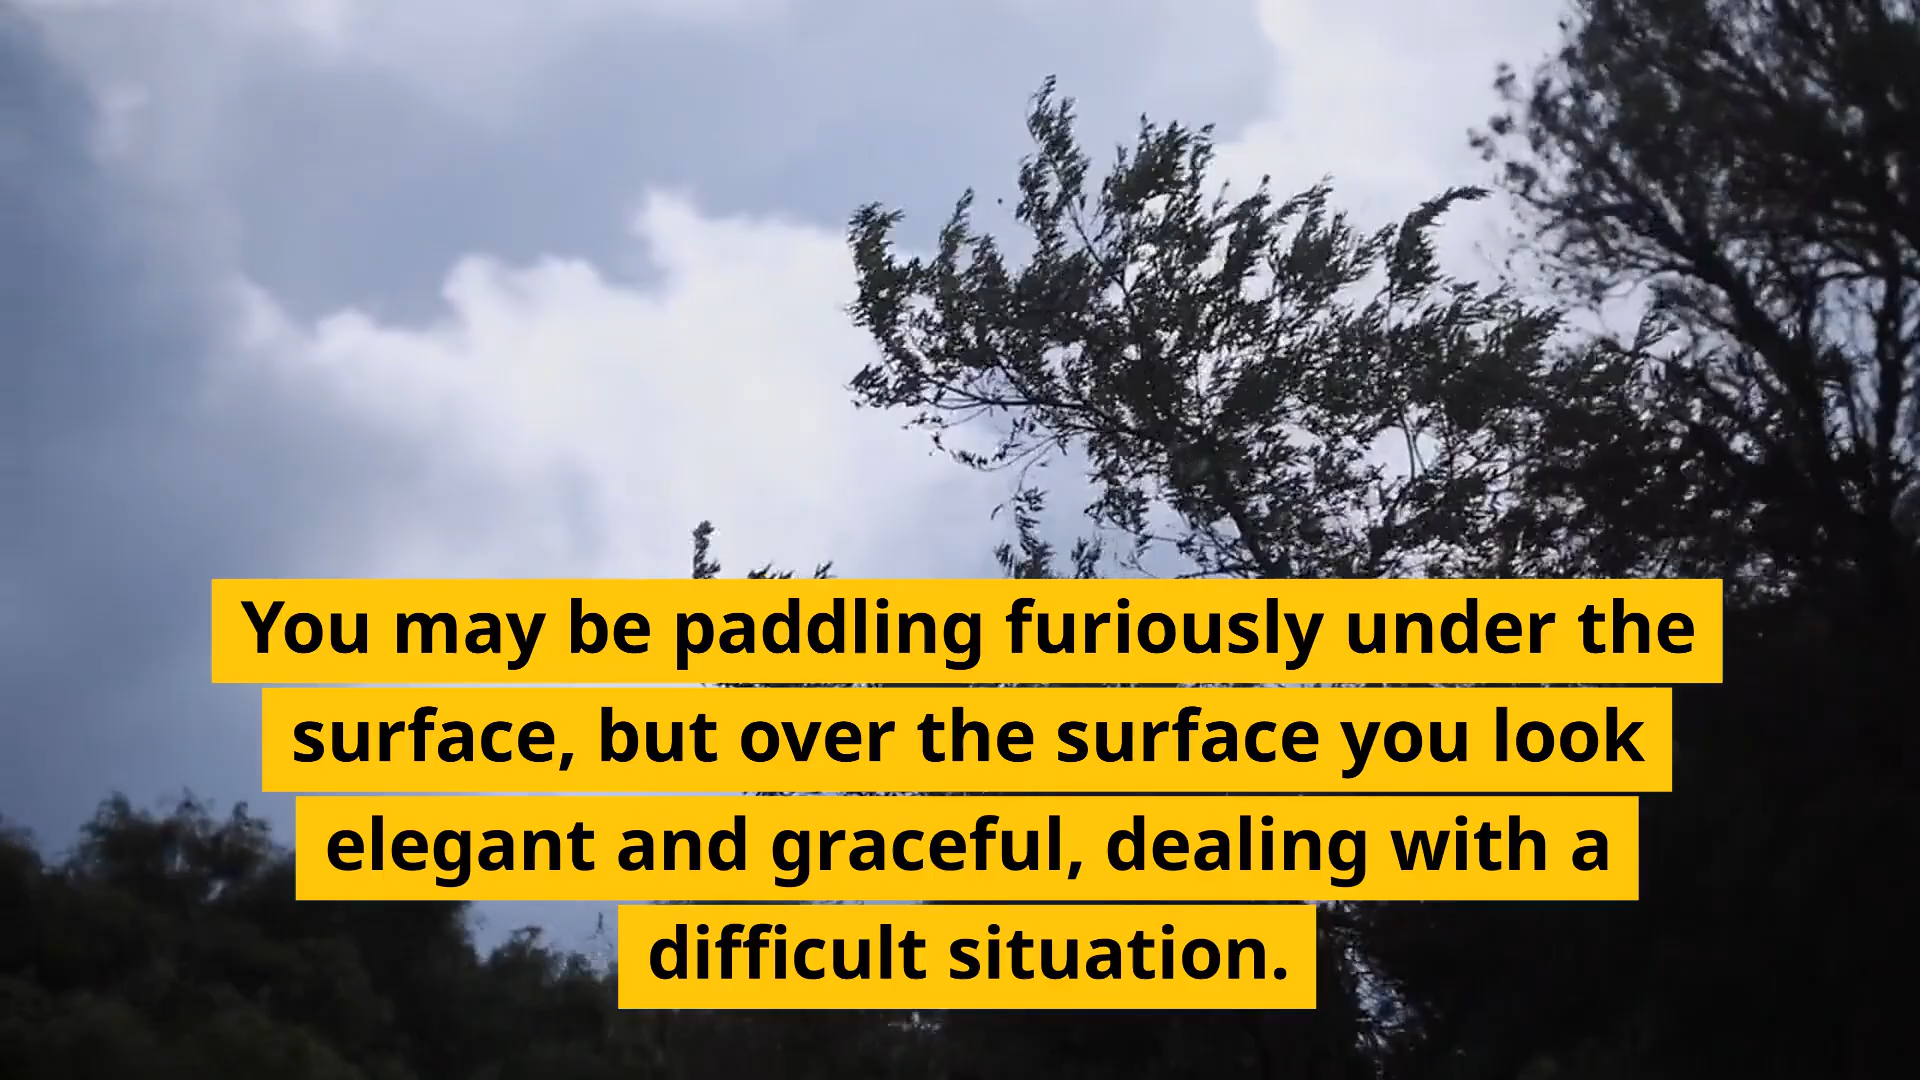 You may be paddling furiously under the
surface, but over the surface you look
elegant and graceful, dealing with a
difficult situation.